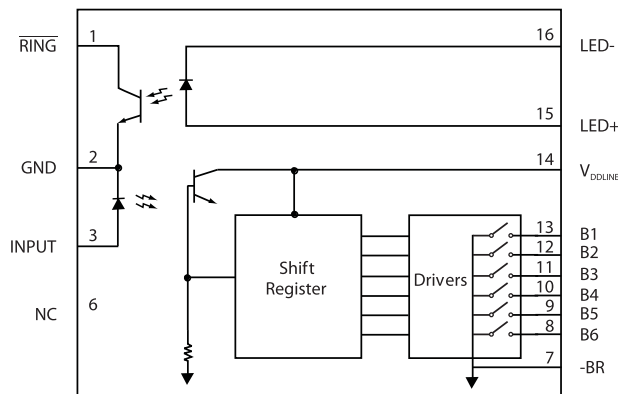 RING 1
GND 2
INPUT 3
NC 6
16 LED-
15 LED+
14 VDDLINE
Shift
Register
Drivers
13 B1
12 B2
11 B3
10 B4
9 B5
8 B6
7 -BR